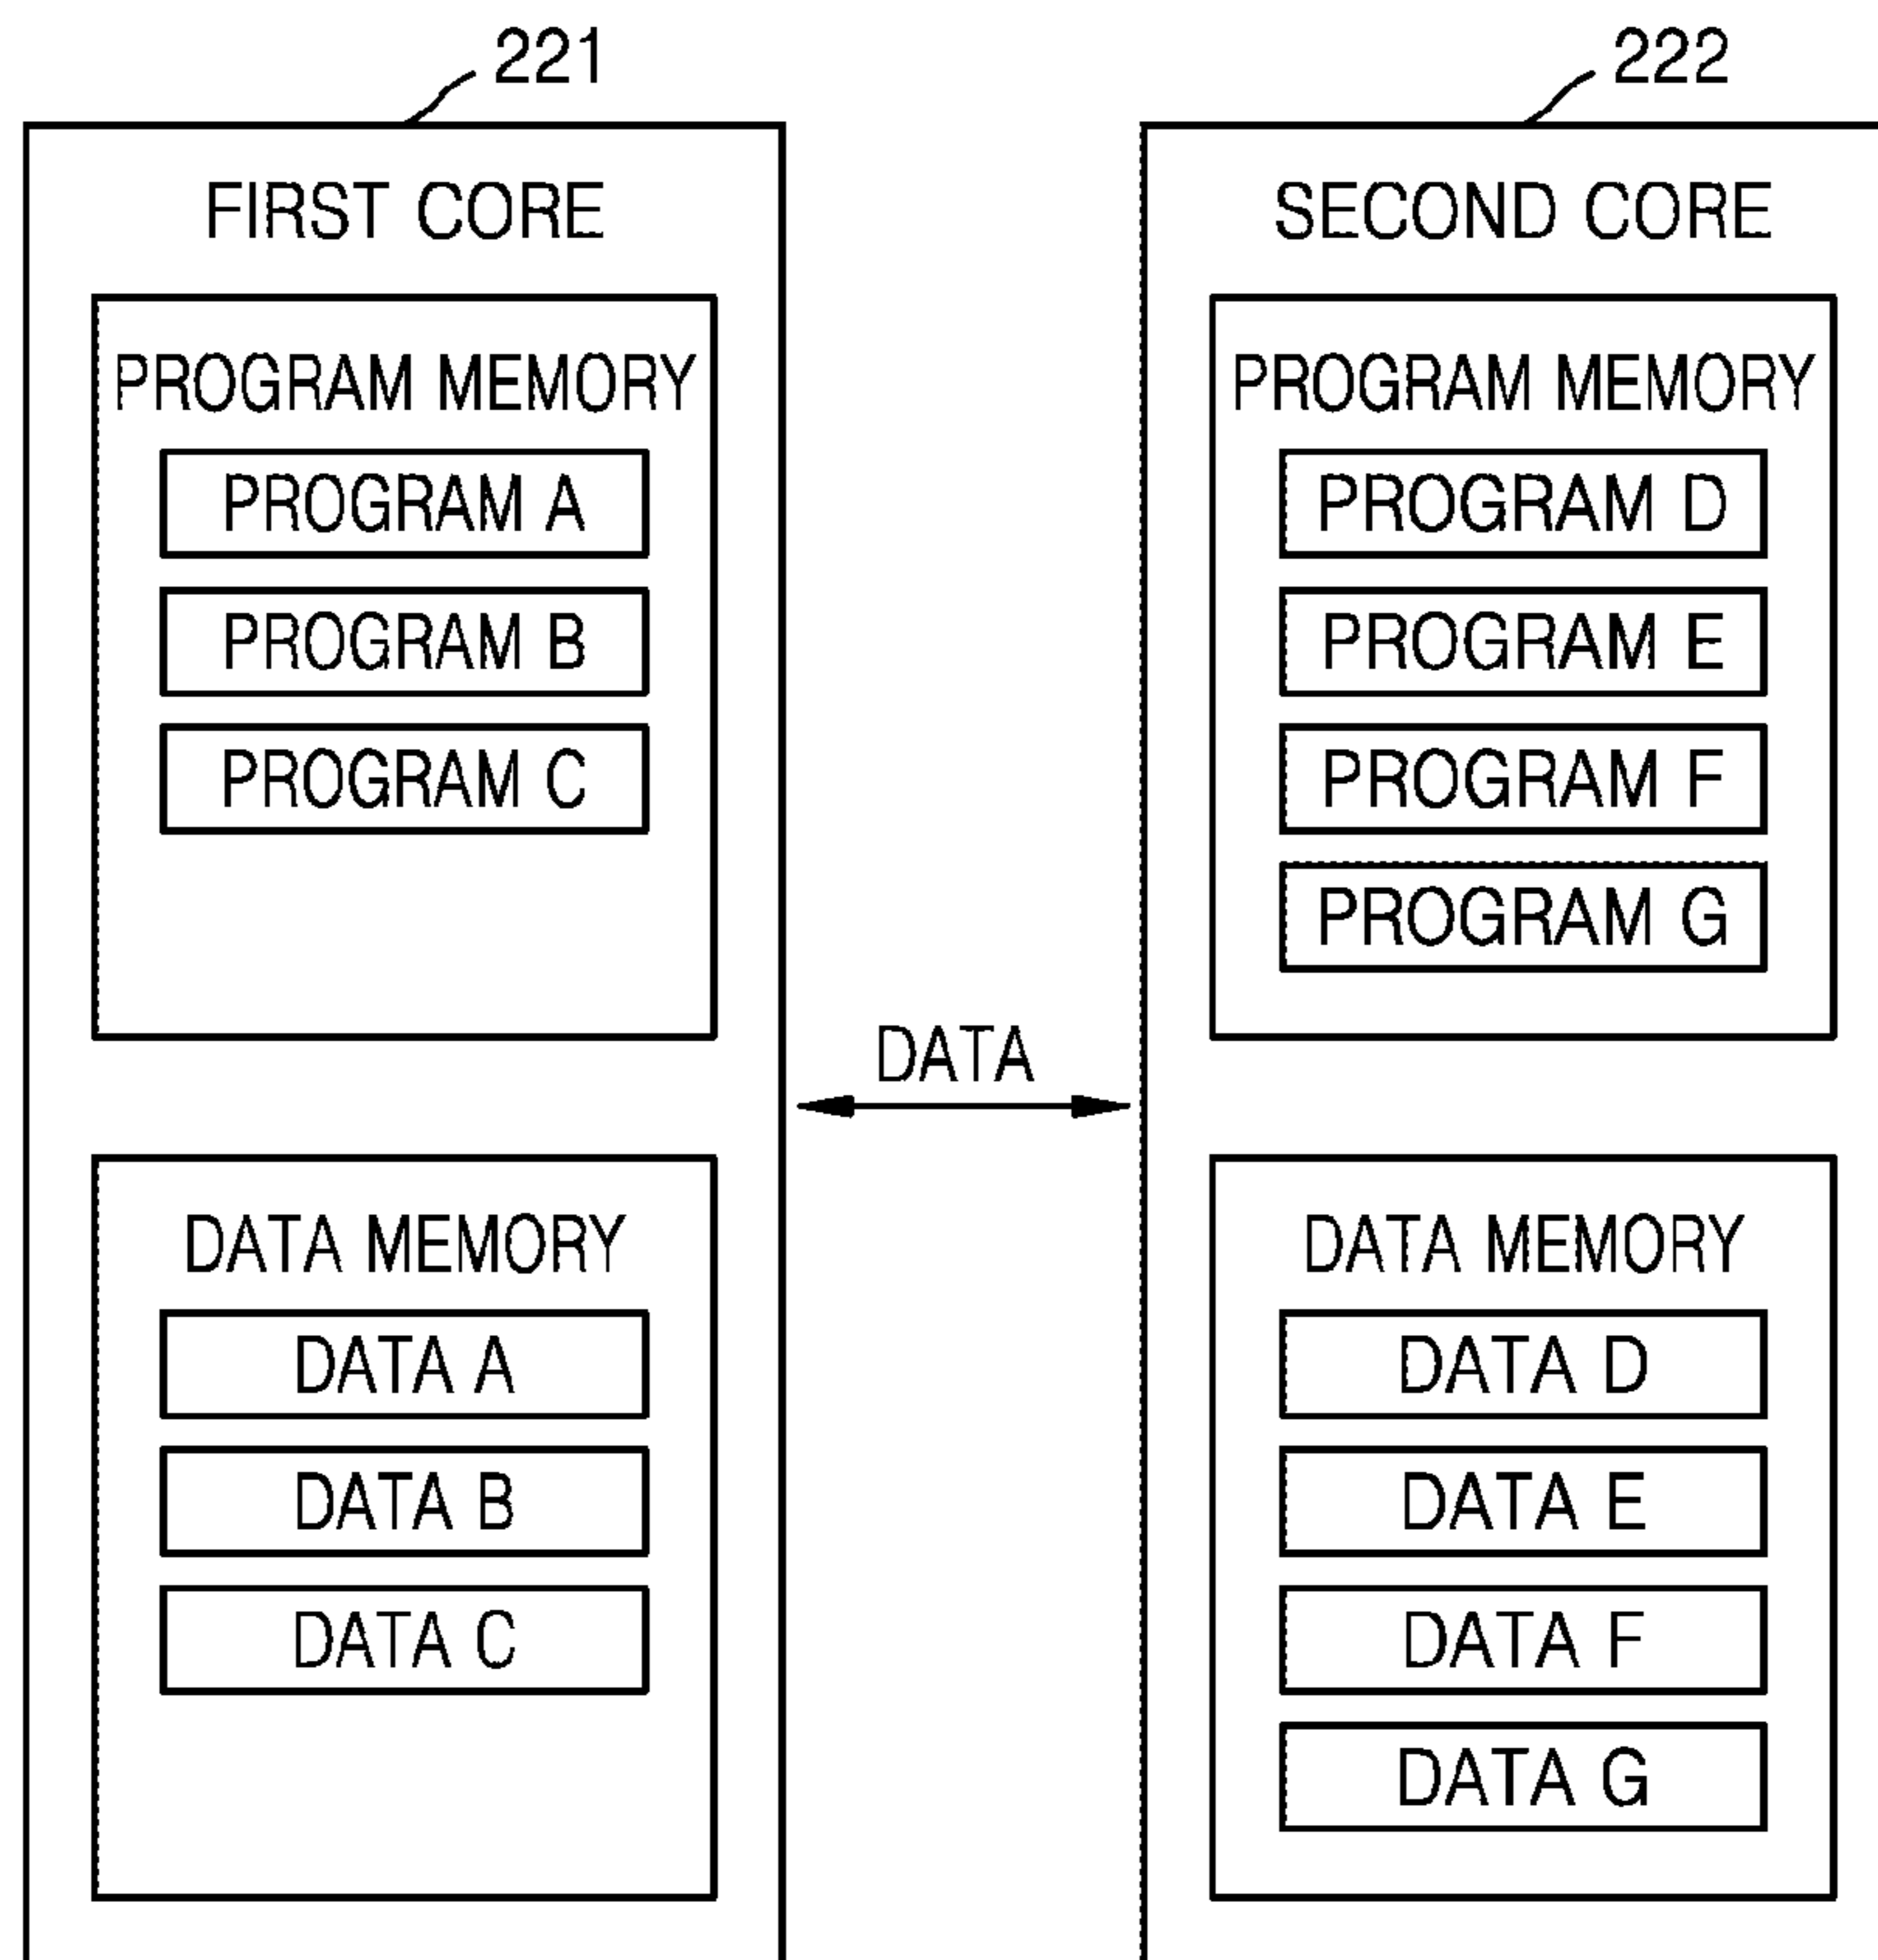 221
FIRST CORE
PROGRAM MEMORY
PROGRAM A
PROGRAM B
PROGRAM C
DATA MEMORY
DATA A
DATA B
DATA C
DATA
222
SECOND CORE
PROGRAM MEMORY
PROGRAM D
PROGRAM E
PROGRAM F
PROGRAM G
DATA MEMORY
DATA D
DATA E
DATA F
DATA G